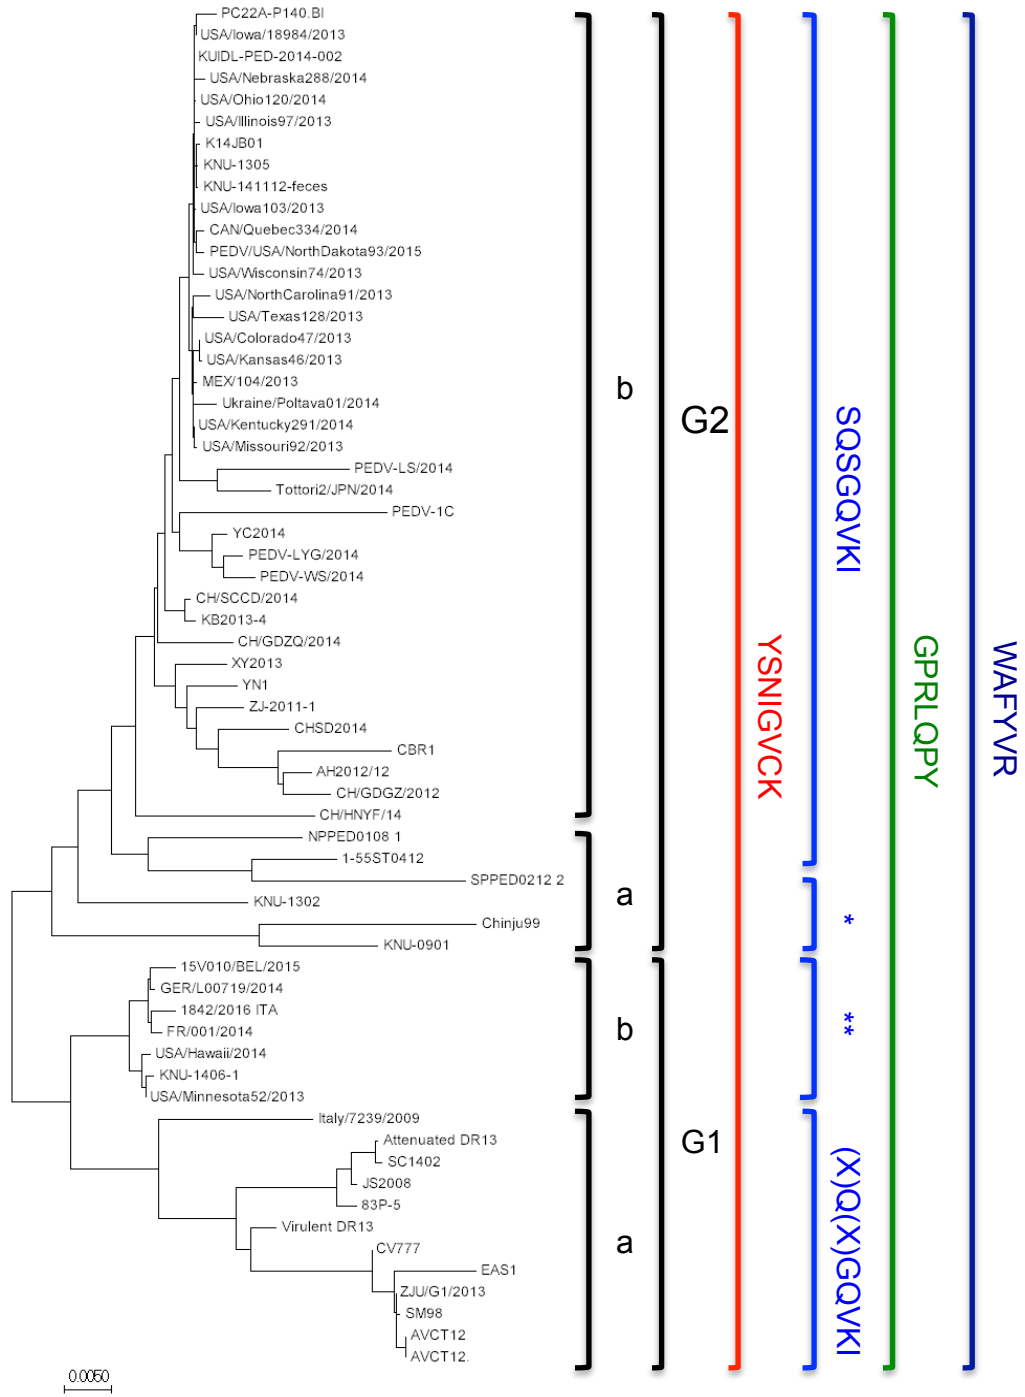 PC22A-P140.BI
USA/Iowa/18984/2013
KUIDL-PED-2014-002
USA/Nebraska288/2014
USA/Ohio120/2014
USA/Illinois97/2013
K14JB01
KNU-1305
KNU-141112-feces
USA/Iowa103/2013
CAN/Quebec334/2014
PEDV/USA/NorthDakota93/2015
USA/Wisconsin74/2013
USA/NorthCarolina91/2013
USA/Texas128/2013
USA/Colorado47/2013
USA/Kansas46/2013
MEX/104/2013
Ukraine/Poltava01/2014
USA/Kentucky291/2014
USA/Missouri92/2013
PEDV-LS/2014
Tottori2/JPN/2014
PEDV-1C
YC2014
PEDV-LYG/2014
PEDV-WS/2014
CH/SCCD/2014
KB2013-4
CH/GDZQ/2014
XY2013
YN1
ZJ-2011-1
CHSD2014
CBR1
AH2012/12
CH/GDGZ/2012
CH/HNYF/14
NPPED0108 1
1-55ST0412
SPPED0212 2
KNU-1302
Chinju99
KNU-0901
15V010/BEL/2015
GER/L00719/2014
1842/2016 ITA
FR/001/2014
USA/Hawaii/2014
KNU-1406-1
USA/Minnesota52/2013
Italy/7239/2009
Attenuated DR13
SC1402
JS2008
83P-5
Virulent DR13
CV777
EAS1
ZJU/G1/2013
SM98
AVCT12
AVCT12.
0.0050
b
a
b
a
G2
G1
YSNIGVCK
SQSGQVKI
*
**
(X)Q(X)GQVKI
GPRLQPY
WAFYVR